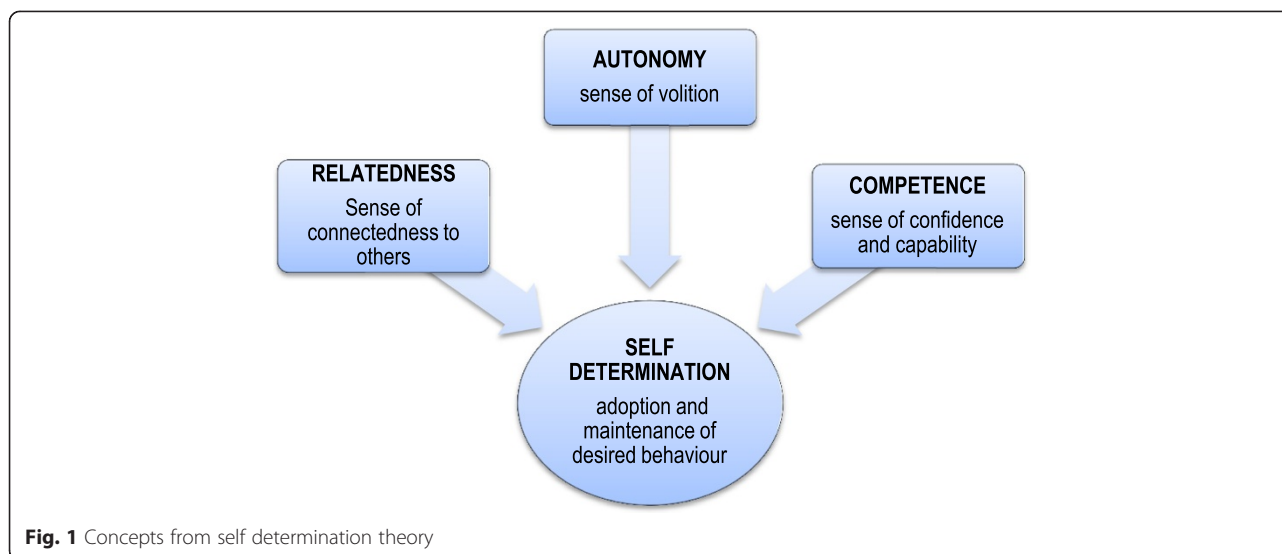 AUTONOMY
sense of volition
RELATEDNESS
Sense of
connectedness to
others
COMPETENCE
sense of confidence
and capability
SELF
DETERMINATION
adoption and
maintenance of
desired behaviour
Fig. 1 Concepts from self determination theory